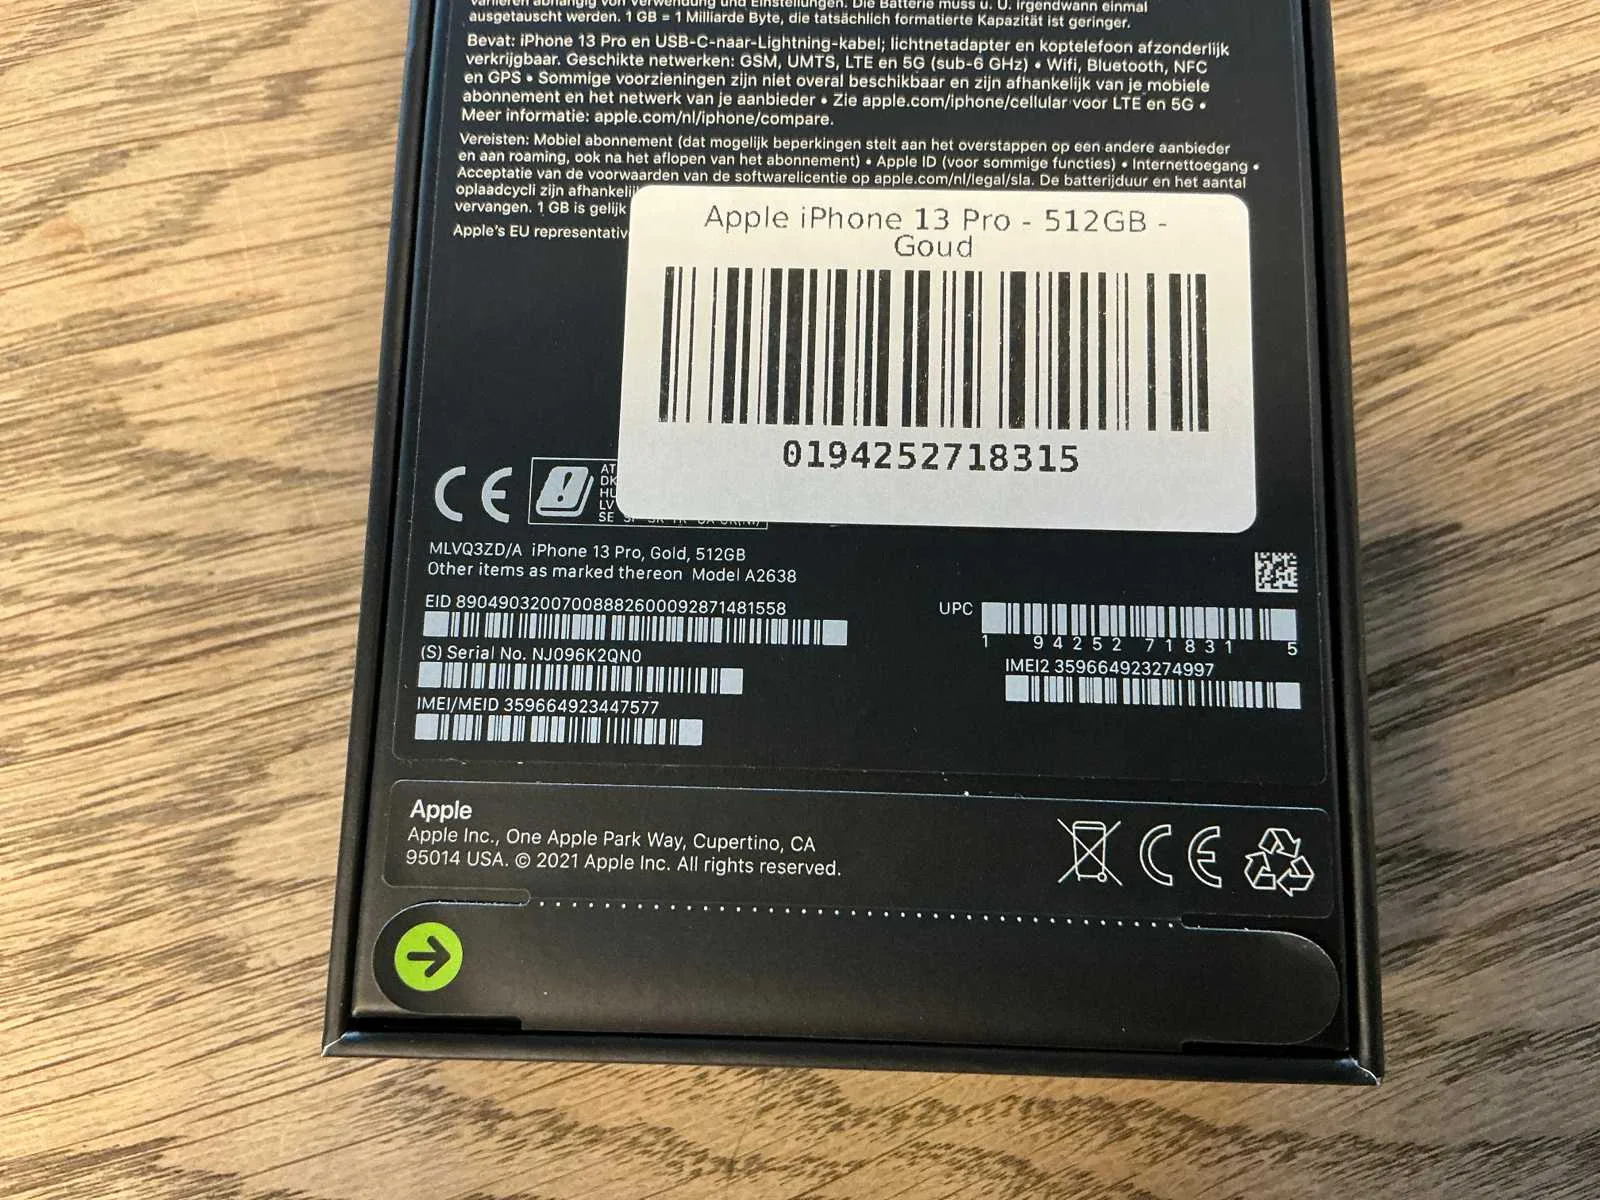 variieren abhängig von Verwendung und Einstellungen. Die Batterie muss u. U. irgendwann einmal
ausgetauscht werden. 1 GB = 1 Milliarde Byte, die tatsächlich formatierte Kapazität ist geringer.
Bevat: iPhone 13 Pro en USB-C-naar-Lightning-kabel; lichtnetadapter en koptelefoon afzonderlijk
verkrijgbaar. Geschikte netwerken: GSM, UMTS, LTE en 5G (sub-6 GHz) • Wifi, Bluetooth, NFC
en GPS • Sommige voorzieningen zijn niet overal beschikbaar en zijn afhankelijk van je mobiele
abonnement en het netwerk van je aanbieder • Zie apple.com/iphone/cellular voor LTE en 5G •
Meer informatie: apple.com/nl/iphone/compare.
Vereisten: Mobiel abonnement (dat mogelijk beperkingen stelt aan het overstappen op een andere aanbieder
en aan roaming, ook na het aflopen van het abonnement) • Apple ID (voor sommige functies) • Internettoegang •
Acceptatie van de voorwaarden van de softwarelicentie op apple.com/nl/legal/sla. De batterijduur en het aantal
oplaadcycli zijn afhankelij
vervangen. 1 GB is gelijk
Apple's EU representativ
Apple iPhone 13 Pro - 512GB -
Goud
0194252718315
CE
AT
DK
HU
LV
SE
MLVQ3ZD/A iPhone 13 Pro, Gold, 512GB
Other items as marked thereon Model A2638
EID 89049032007008882600092871481558
UPC
1 94252 71831 5
(S) Serial No. NJ096K2QN0
IMEI2 359664923274997
IMEI/MEID 359664923447577
Apple
Apple Inc., One Apple Park Way, Cupertino, CA
95014 USA. © 2021 Apple Inc. All rights reserved.
CE